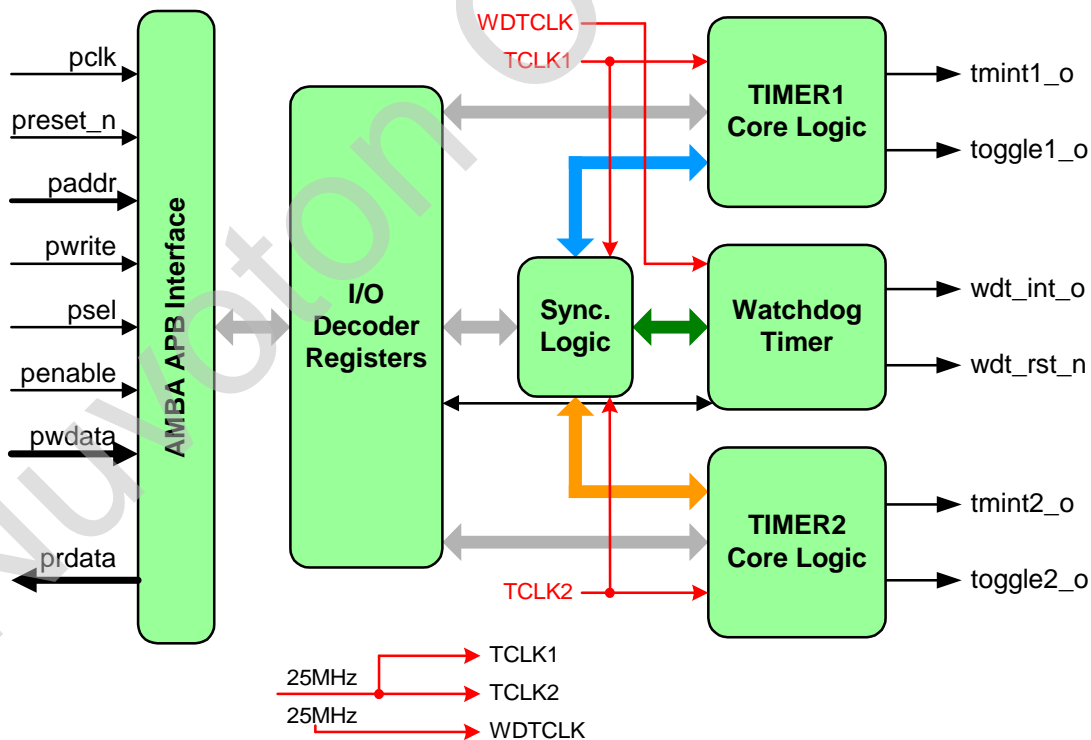 WDTCLK
TCLK1
pclk
preset_n
paddr
pwrite
psel
penable
pwdata
prdata
AMBA APB Interface
I/O
Decoder
Registers
Sync.
Logic
TIMER1
Core Logic
tmint1_o
toggle1_o
Watchdog
Timer
wdt_int_o
wdt_rst_n
TIMER2
Core Logic
tmint2_o
toggle2_o
TCLK2
25MHz
TCLK1
TCLK2
25MHz
WDTCLK
Nuvoton